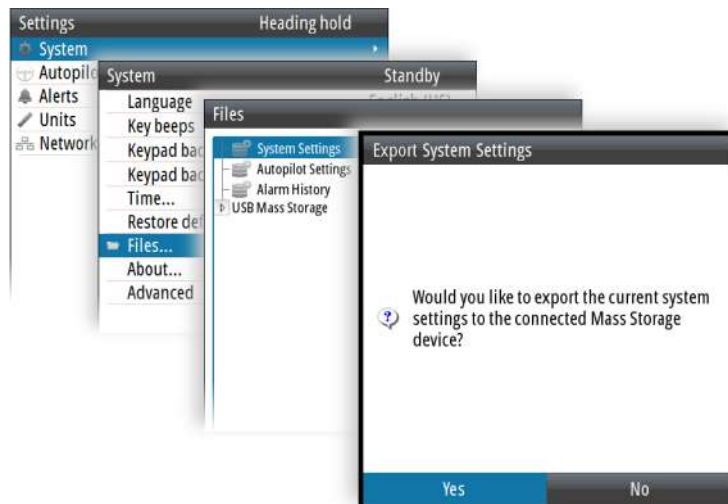 Settings Heading hold
System
Autopilo
Alerts
Units
Network
System Standby
Language
Key beeps
Keypad bac
Keypad bac
Time...
Restore def
Files...
About...
Advanced
Files
System Settings
Autopilot Settings
Alarm History
USB Mass Storage
Export System Settings
Would you like to export the current system
settings to the connected Mass Storage
device?
Yes No